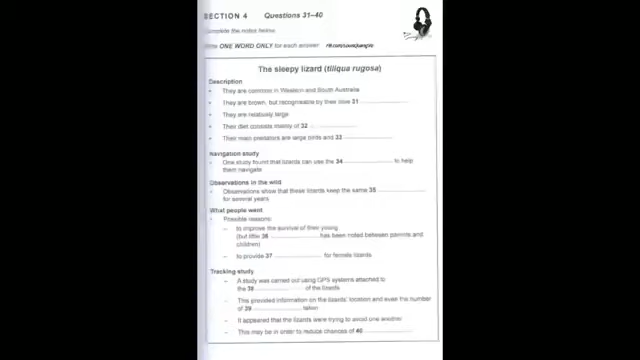 SECTION 4 Questions 31–40
Complete the notes below.
Write ONE WORD ONLY for each answer.
The sleepy lizard (tiliqua rugosa)
Description
• They are common in Western and South Australia
• They are brown, but recognisable by their blue 31 ....................
• They are relatively large
• Their diet consists mainly of 32 ....................
• Their main predators are large birds and 33 ....................
Navigation study
• One study found that lizards can use the 34 .................... to help
them navigate
Observations in the wild
• Observations show that these lizards keep the same 35 ....................
for several years
What people want
• Possible reasons:
– to improve the survival of their young
(but little 36 .................... has been noted between parents and
children)
– to provide 37 .................... for female lizards
Tracking study
– A study was carried out using GPS systems attached to
the 38 .................... of the lizards
– This provided information on the lizards' location and even the number
of 39 .................... taken
– It appeared that the lizards were trying to avoid one another
– This may be in order to reduce chances of 40 ....................